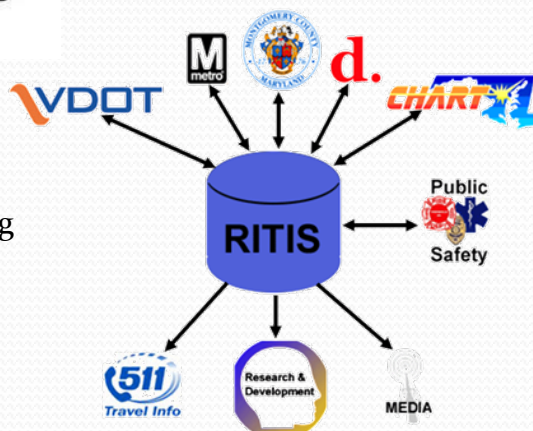 M
metro
MONTGOMERY COUNTY
MARYLAND
d.
VDOT
CHART
Public
Safety
g
RITIS
511
Travel Info
Research &
Development
MEDIA